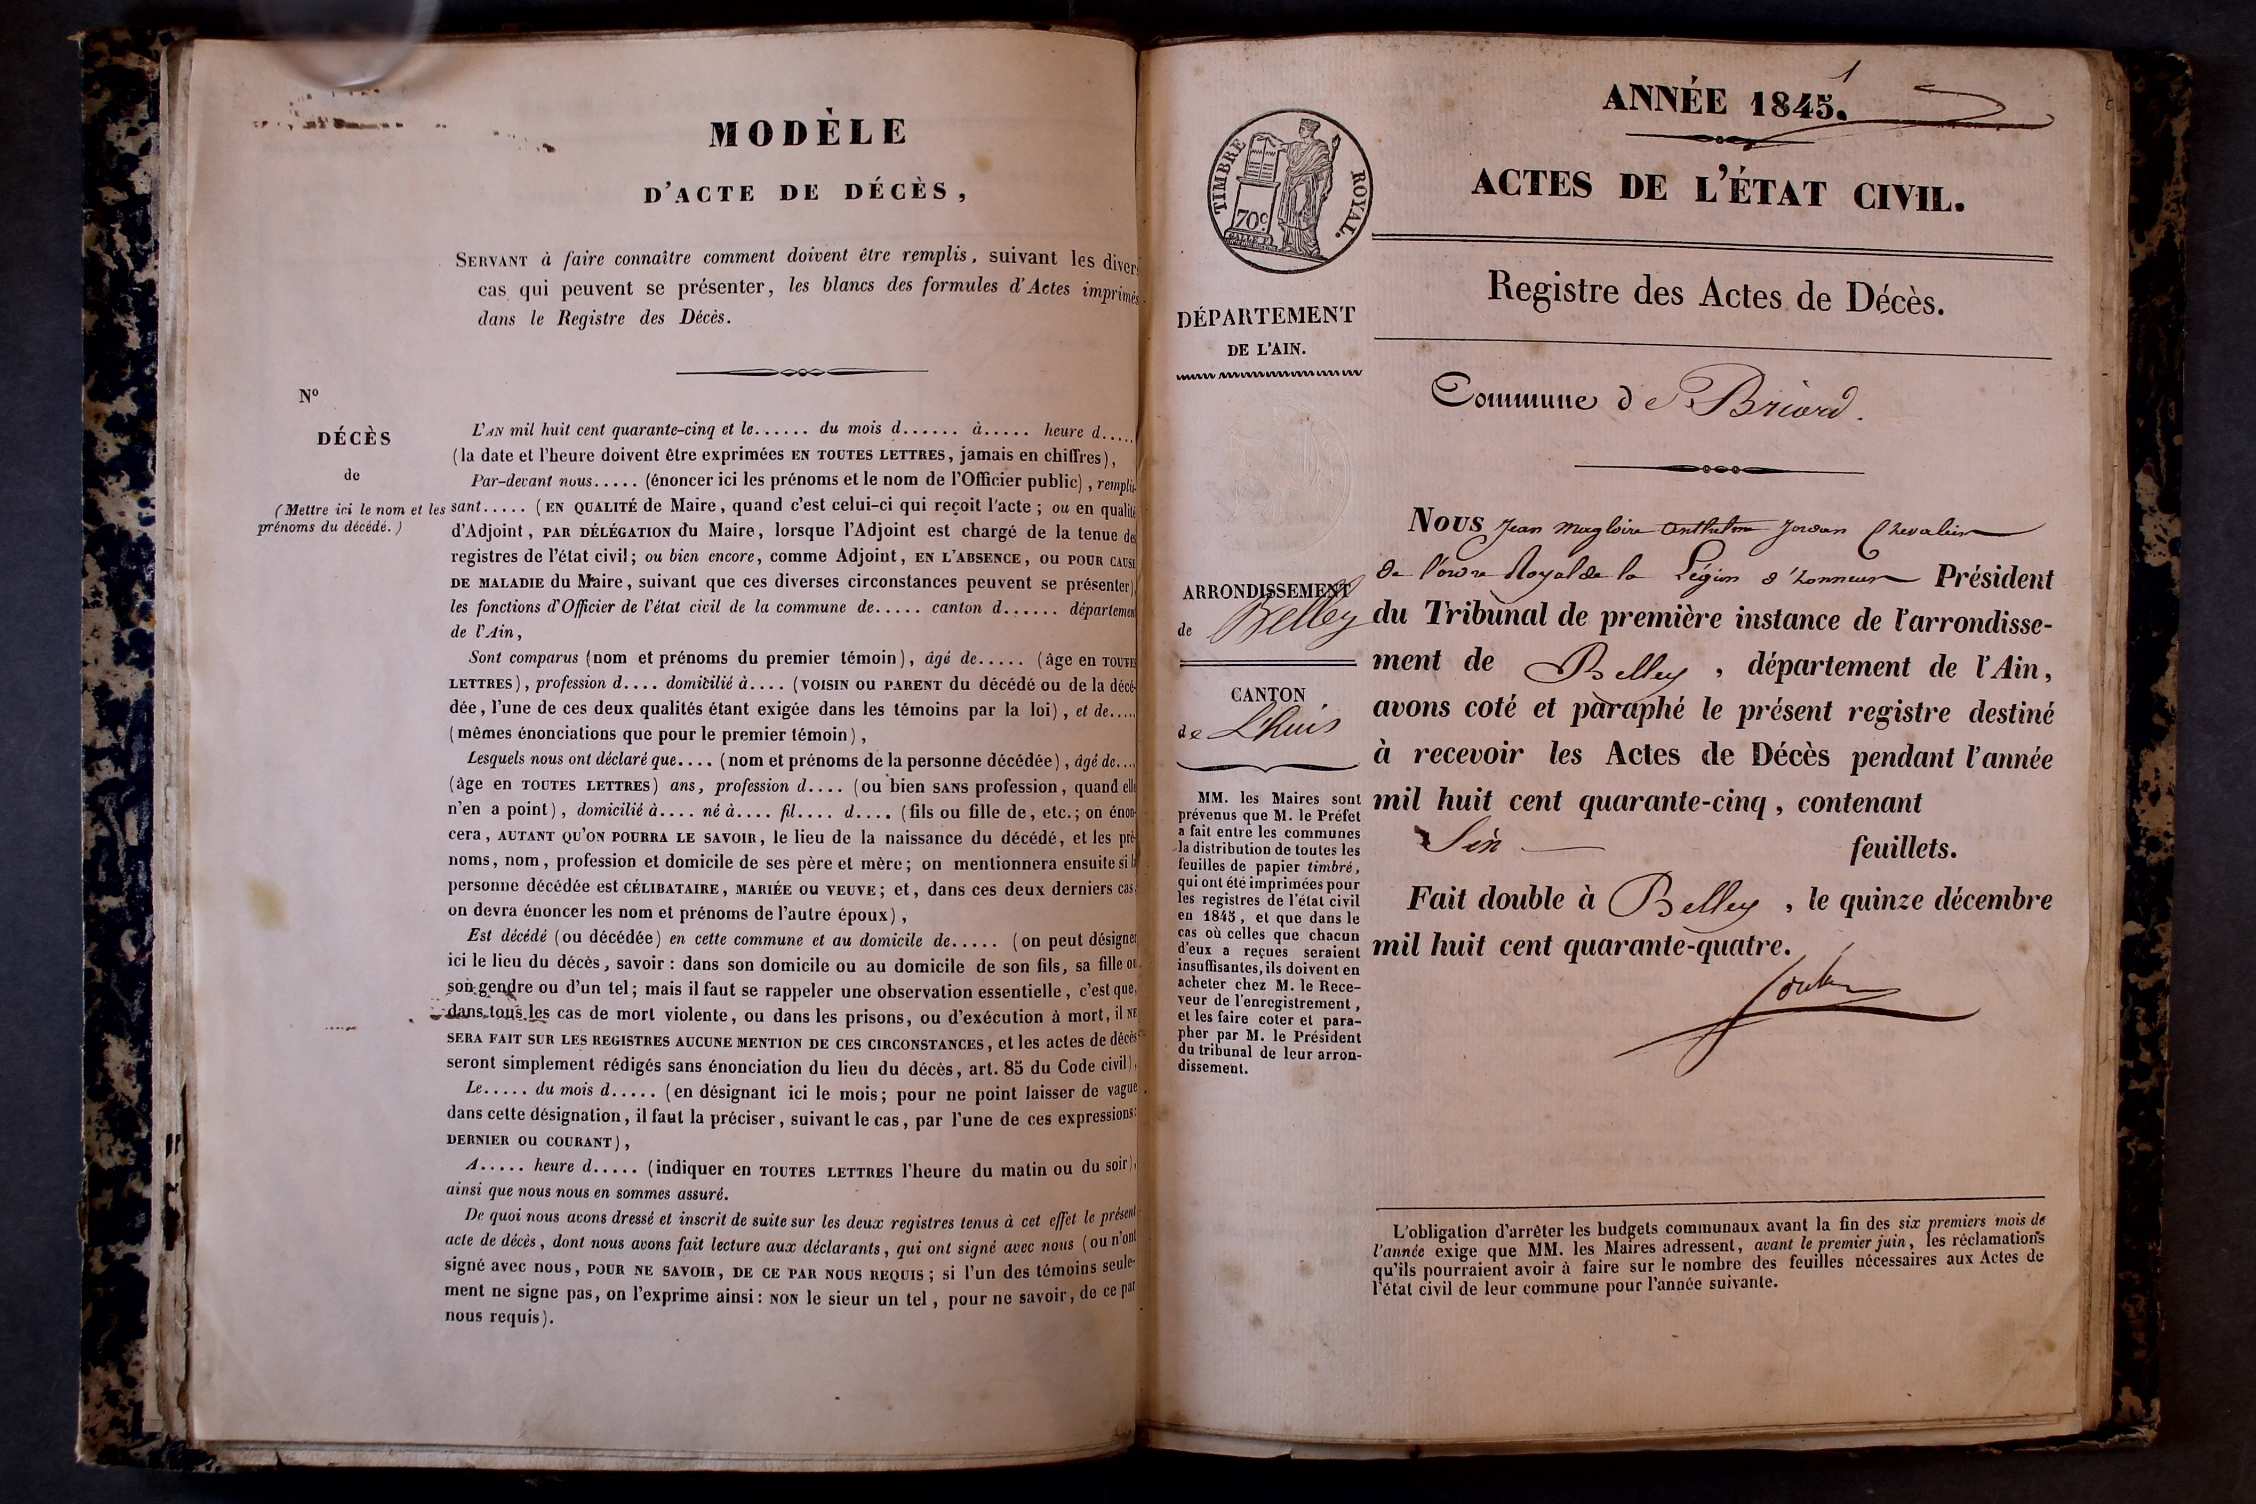 MODÈLE
D'ACTE DE DÉCÈS,
SERVANT à faire connaître comment doivent être remplis, suivant les divers
cas qui peuvent se présenter, les blancs des formules d'Actes imprimés
dans le Registre des Décès.
No
DÉCÈS
de
(Mettre ici le nom et les
prénoms du décédé.)
L'AN mil huit cent quarante-cinq et le...... du mois d...... à..... heure d.....
(la date et l'heure doivent être exprimées EN TOUTES LETTRES, jamais en chiffres),
Par-devant nous..... (énoncer ici les prénoms et le nom de l'Officier public), remplis-
sant..... (EN QUALITÉ de Maire, quand c'est celui-ci qui reçoit l'acte; ou en qualité
d'Adjoint, PAR DÉLÉGATION du Maire, lorsque l'Adjoint est chargé de la tenue des
registres de l'état civil; ou bien encore, comme Adjoint, EN L'ABSENCE, OU POUR CAUSE
DE MALADIE du Maire, suivant que ces diverses circonstances peuvent se présenter),
les fonctions d'Officier de l'état civil de la commune de..... canton d...... département
de l'Ain,
Sont comparus (nom et prénoms du premier témoin), âgé de..... (âge en TOUTES
LETTRES), profession d.... domicilié à.... (VOISIN OU PARENT du décédé ou de la décé-
dée, l'une de ces deux qualités étant exigée dans les témoins par la loi), et de.....
(mêmes énonciations que pour le premier témoin),
Lesquels nous ont déclaré que.... (nom et prénoms de la personne décédée), âgé de....
(âge en TOUTES LETTRES) ans, profession d.... (ou bien SANS profession, quand elle
n'en a point), domicilié à.... né à.... fil.... d.... (fils ou fille de, etc.; on énon-
cera, AUTANT QU'ON POURRA LE SAVOIR, le lieu de la naissance du décédé, et les pré-
noms, nom, profession et domicile de ses père et mère; on mentionnera ensuite si la
personne décédée est CÉLIBATAIRE, MARIÉE OU VEUVE; et, dans ces deux derniers cas,
on devra énoncer les nom et prénoms de l'autre époux),
Est décédé (ou décédée) en cette commune et au domicile de..... (on peut désigner
ici le lieu du décès, savoir: dans son domicile ou au domicile de son fils, sa fille ou
son gendre ou d'un tel; mais il faut se rappeler une observation essentielle, c'est que,
dans tous les cas de mort violente, ou dans les prisons, ou d'exécution à mort, il NE
SERA FAIT SUR LES REGISTRES AUCUNE MENTION DE CES CIRCONSTANCES, et les actes de décès
seront simplement rédigés sans énonciation du lieu du décès, art. 85 du Code civil),
Le..... du mois d..... (en désignant ici le mois; pour ne point laisser de vague
dans cette désignation, il faut la préciser, suivant le cas, par l'une de ces expressions:
DERNIER OU COURANT),
A..... heure d..... (indiquer en TOUTES LETTRES l'heure du matin ou du soir),
ainsi que nous nous en sommes assuré.
De quoi nous avons dressé et inscrit de suite sur les deux registres tenus à cet effet le présent
acte de décès, dont nous avons fait lecture aux déclarants, qui ont signé avec nous (ou n'ont
signé avec nous, POUR NE SAVOIR, DE CE PAR NOUS REQUIS; si l'un des témoins seule-
ment ne signe pas, on l'exprime ainsi: NON le sieur un tel, pour ne savoir, de ce par
nous requis).
1
ANNÉE 1845.
ACTES DE L'ÉTAT CIVIL.
Registre des Actes de Décès.
TIMBRE ROYAL.
70c
DÉPARTEMENT
DE L'AIN.
ARRONDISSEMENT
de Belley
CANTON
de Lhuis
MM. les Maires sont
prévenus que M. le Préfet
a fait entre les communes
la distribution de toutes les
feuilles de papier timbré,
qui ont été imprimées pour
les registres de l'état civil
en 1845, et que dans le
cas où celles que chacun
d'eux a reçues seraient
insuffisantes, ils doivent en
acheter chez M. le Rece-
veur de l'enregistrement,
et les faire coter et para-
pher par M. le Président
du tribunal de leur arron-
dissement.
Commune de Briord.
Nous Jean Magloire Anthelme Jordan Chevalier
de l'ordre Royal de la Légion d'honneur Président
du Tribunal de première instance de l'arrondisse-
ment de Belley, département de l'Ain,
avons coté et paraphé le présent registre destiné
à recevoir les Actes de Décès pendant l'année
mil huit cent quarante-cinq, contenant
Six feuillets.
Fait double à Belley, le quinze décembre
mil huit cent quarante-quatre.
L'obligation d'arrêter les budgets communaux avant la fin des six premiers mois de
l'année exige que MM. les Maires adressent, avant le premier juin, les réclamations
qu'ils pourraient avoir à faire sur le nombre des feuilles nécessaires aux Actes de
l'état civil de leur commune pour l'année suivante.